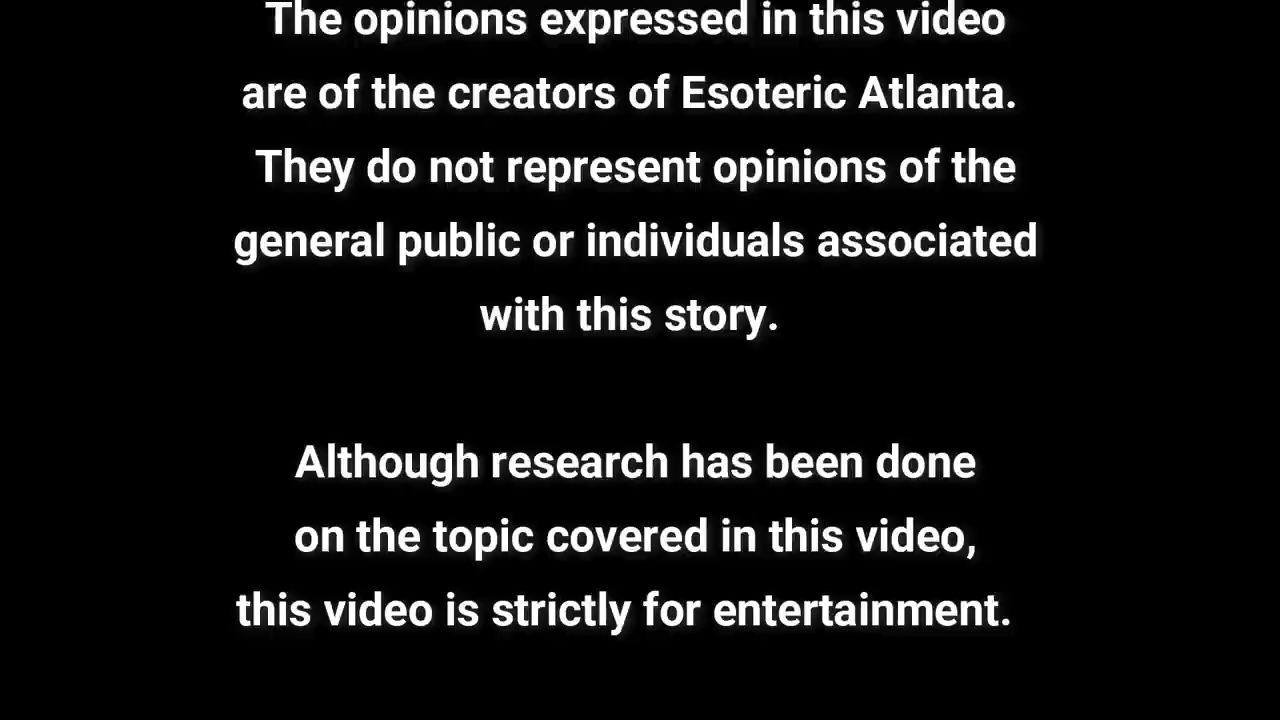 The opinions expressed in this video
are of the creators of Esoteric Atlanta.
They do not represent opinions of the
general public or individuals associated
with this story.
Although research has been done
on the topic covered in this video,
this video is strictly for entertainment.